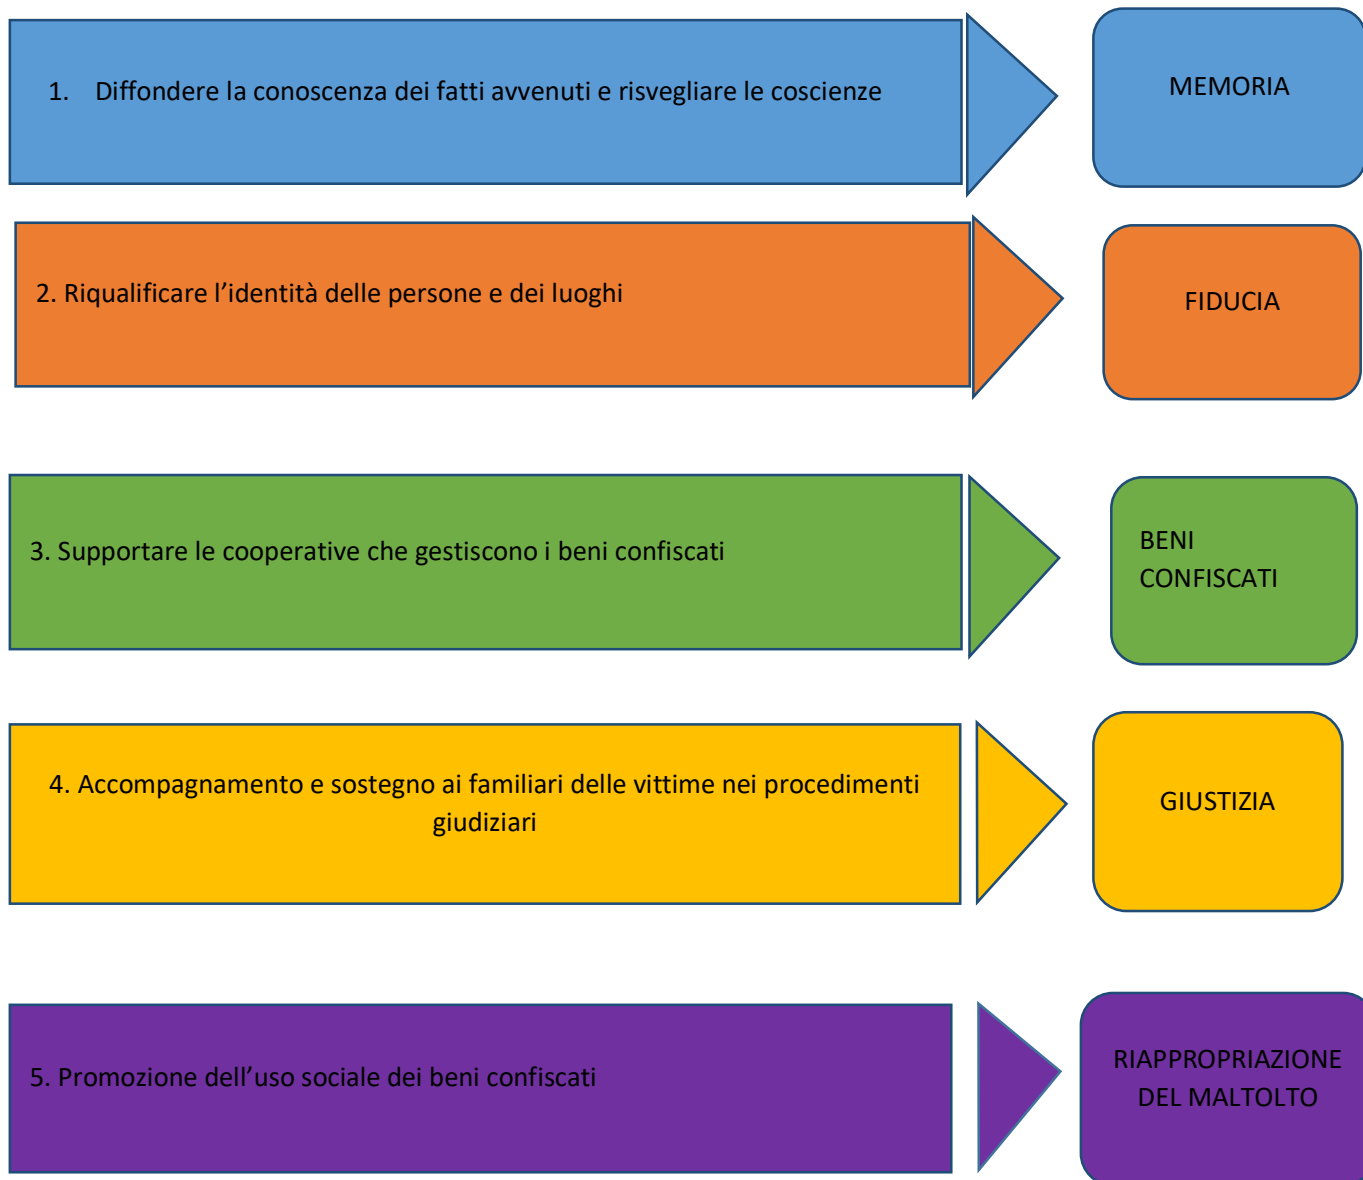 1. Diffondere la conoscenza dei fatti avvenuti e risvegliare le coscienze
MEMORIA
2. Riqualificare l’identità delle persone e dei luoghi
FIDUCIA
3. Supportare le cooperative che gestiscono i beni confiscati
BENI
CONFISCATI
4. Accompagnamento e sostegno ai familiari delle vittime nei procedimenti
giudiziari
GIUSTIZIA
5. Promozione dell’uso sociale dei beni confiscati
RIAPPROPRIAZIONE
DEL MALTOLTO